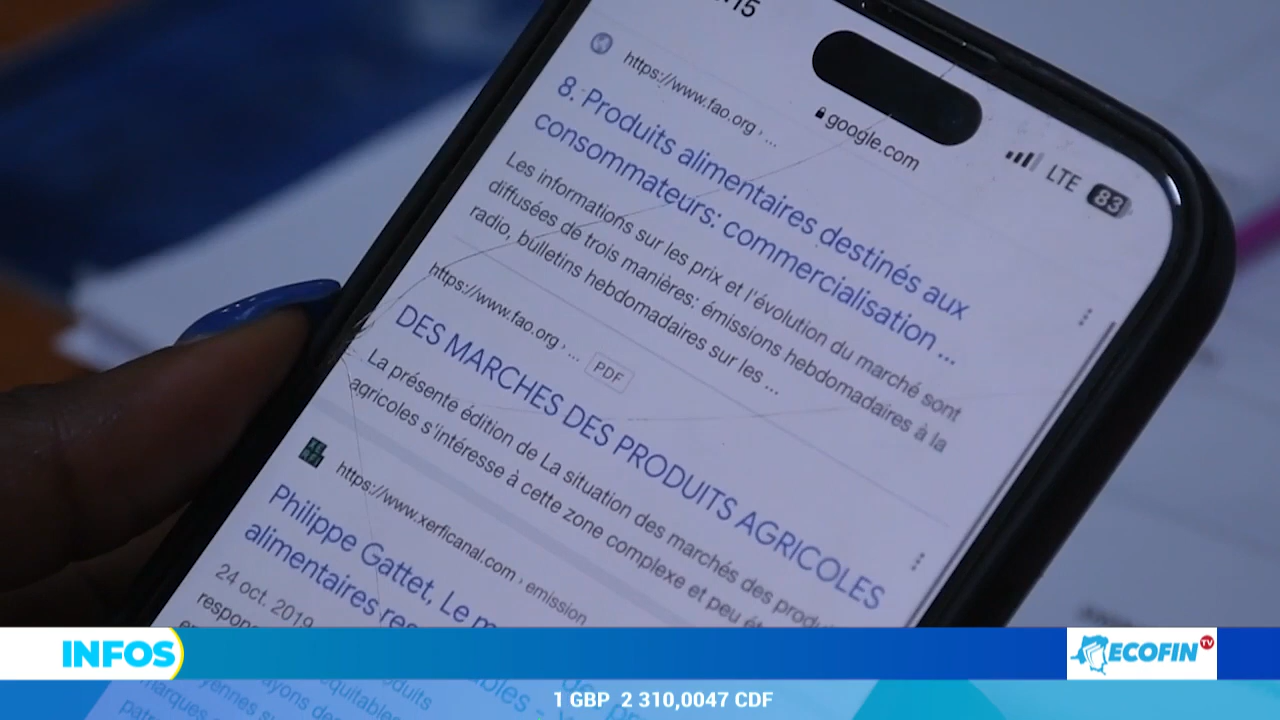 https://www.fao.org › ...
google.com
LTE 83
8. Produits alimentaires destinés aux
consommateurs: commercialisation ...
Les informations sur les prix et l'évolution du marché sont
diffusées de trois manières: émissions hebdomadaires à la
radio, bulletins hebdomadaires sur les ...
https://www.fao.org › ... PDF
DES MARCHES DES PRODUITS AGRICOLES
La présente édition de La situation des marchés des
agricoles s'intéresse à cette zone complexe et peu
https://www.xerficanal.com › emission
Philippe Gattet, Le
alimentaires
24 oct. 2019
INFOS
ECOFIN TV
1 GBP 2 310,0047 CDF